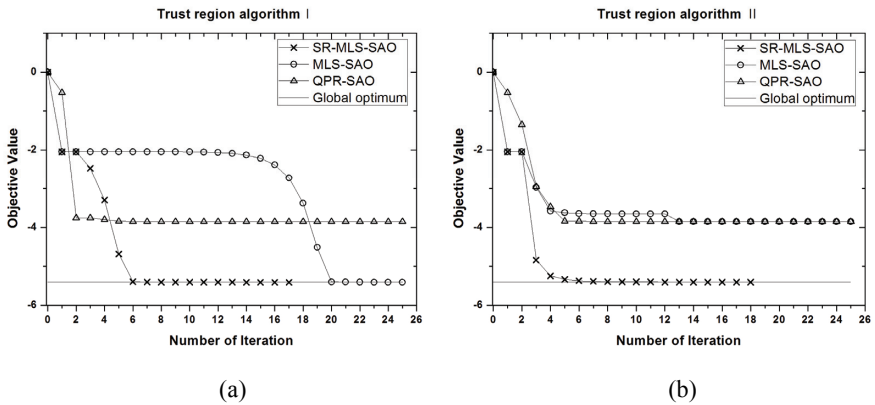 Trust region algorithm Ⅰ
SR-MLS-SAO
MLS-SAO
QPR-SAO
Global optimum
Objective Value
0
-2
-4
-6
0 2 4 6 8 10 12 14 16 18 20 22 24 26
Number of Iteration
(a)
Trust region algorithm Ⅱ
SR-MLS-SAO
MLS-SAO
QPR-SAO
Global optimum
Objective Value
0
-2
-4
-6
0 2 4 6 8 10 12 14 16 18 20 22 24 26
Number of Iteration
(b)